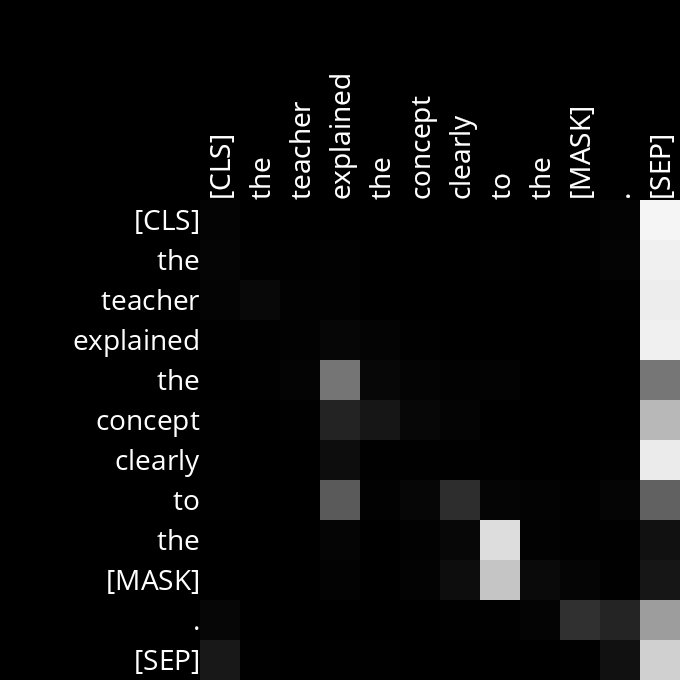 [CLS] the teacher explained the concept clearly to the [MASK] . [SEP]
[CLS]
the
teacher
explained
the
concept
clearly
to
the
[MASK]
.
[SEP]